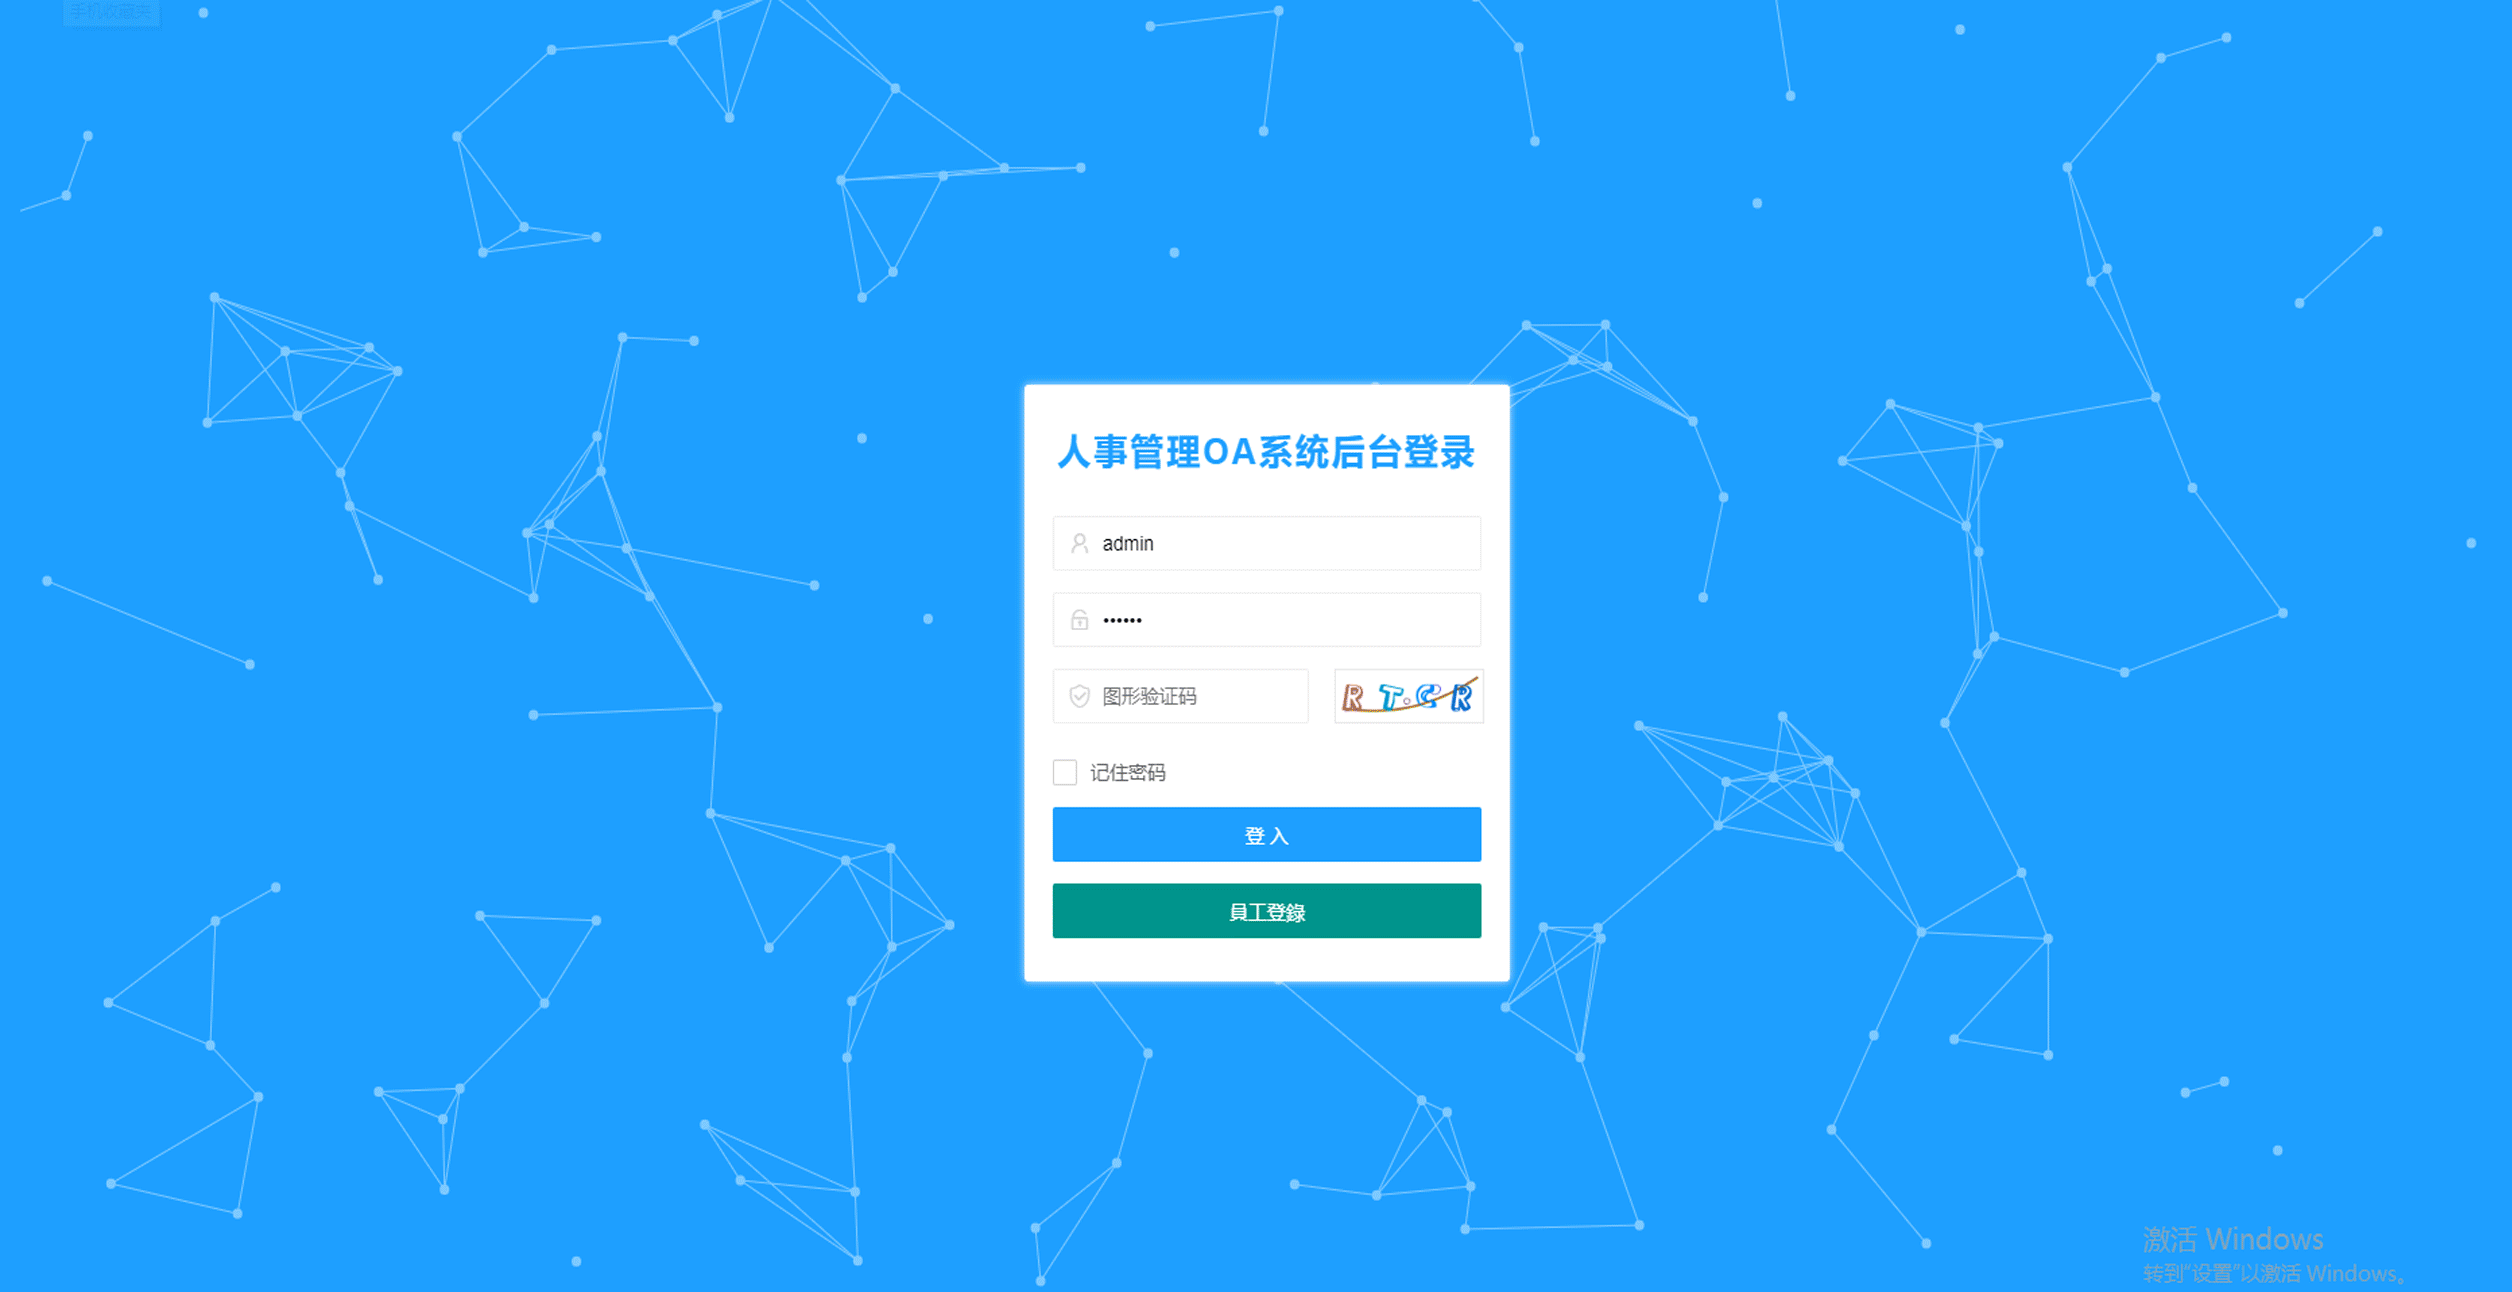 手机收藏夹
人事管理OA系统后台登录
admin
••••••
图形验证码
RTCR
记住密码
登 入
員工登錄
激活 Windows
转到"设置"以激活 Windows。